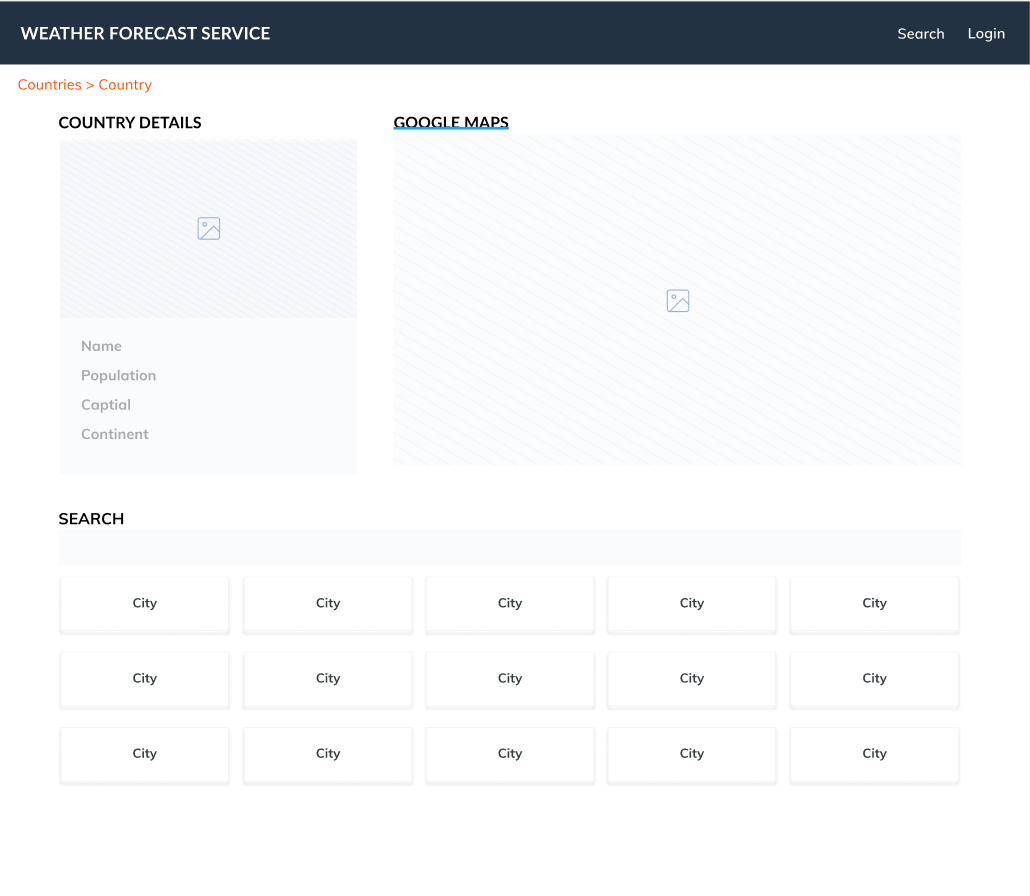 WEATHER FORECAST SERVICE
Search Login
Countries > Country
COUNTRY DETAILS
GOOGLE MAPS
Name
Population
Captial
Continent
SEARCH
City City City City City
City City City City City
City City City City City